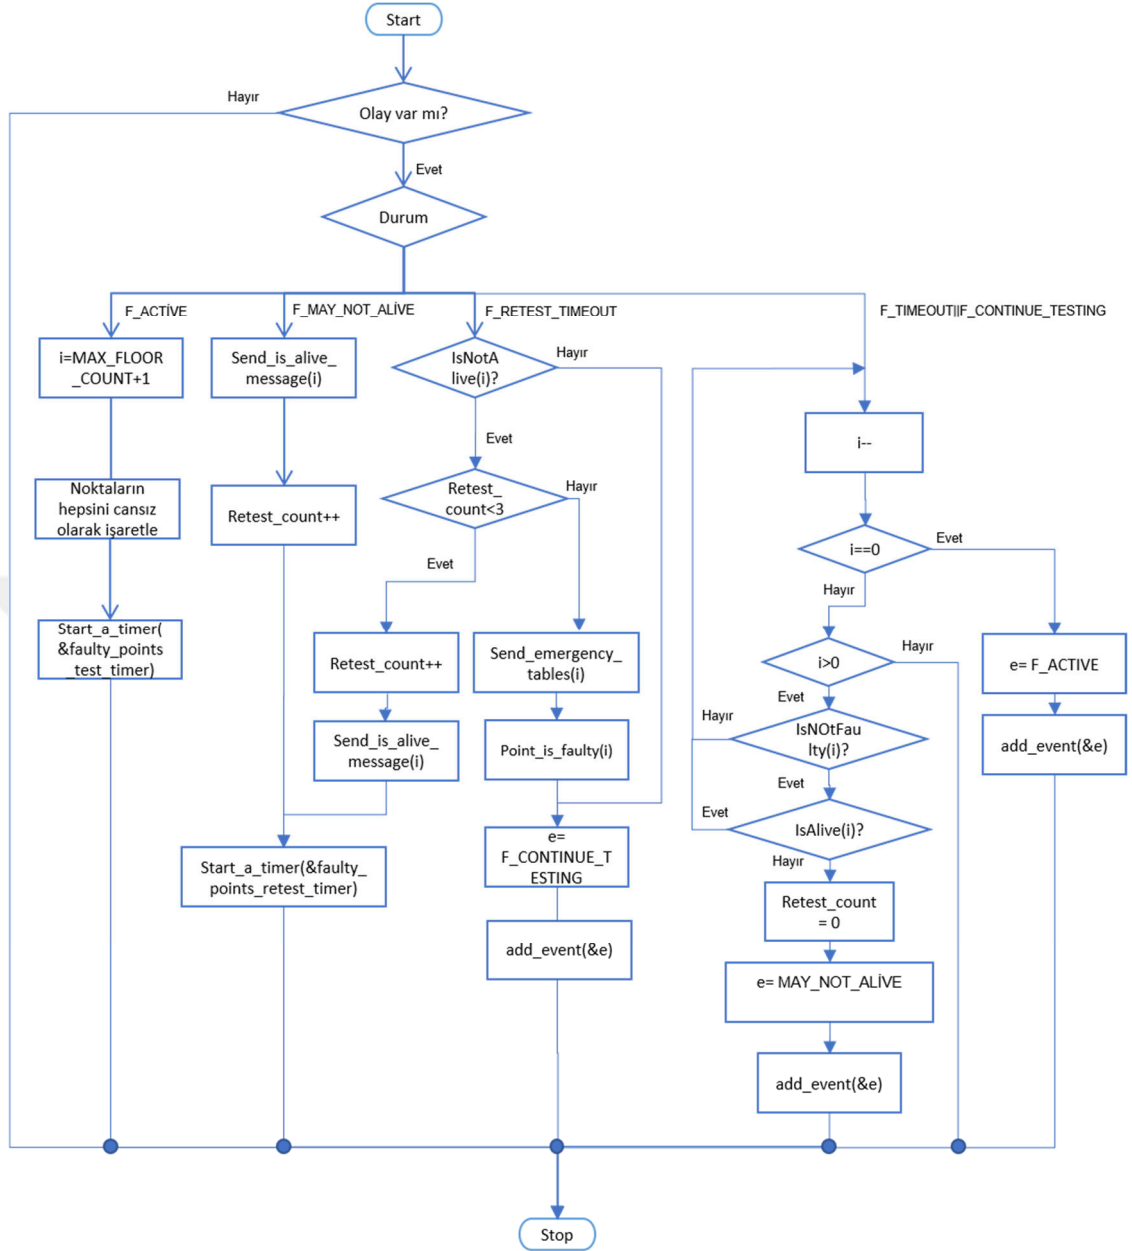 Start
Hayır
Olay var mı?
Evet
Durum
F_ACTİVE
F_MAY_NOT_ALİVE
F_RETEST_TIMEOUT
F_TIMEOUT||F_CONTINUE_TESTING
i=MAX_FLOOR
_COUNT+1
Noktaların
hepsini cansız
olarak işaretle
Start_a_timer(
&faulty_points
_test_timer)
Send_is_alive_
message(i)
Retest_count++
IsNotA
live(i)?
Hayır
Evet
Retest_
count<3
Hayır
Evet
Retest_count++
Send_is_alive_
message(i)
Start_a_timer(&faulty_
points_retest_timer)
Send_emergency_
tables(i)
Point_is_faulty(i)
e=
F_CONTINUE_T
ESTING
add_event(&e)
i--
i==0
Evet
Hayır
i>0
Hayır
Evet
IsNOtFau
lty(i)?
Hayır
Evet
IsAlive(i)?
Evet
Hayır
Retest_count
= 0
e= MAY_NOT_ALİVE
add_event(&e)
e= F_ACTIVE
add_event(&e)
Stop